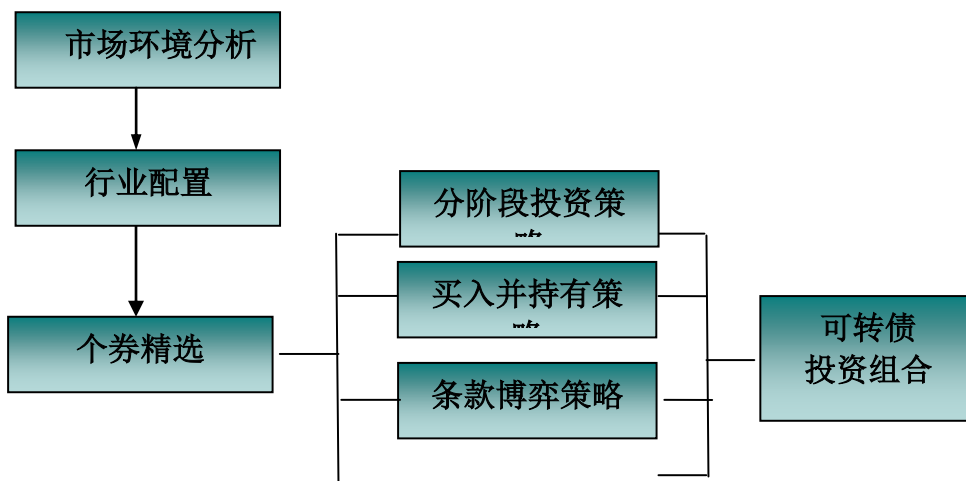 市场环境分析
行业配置
个券精选
分阶段投资策
买入并持有策
条款博弈策略
可转债
投资组合